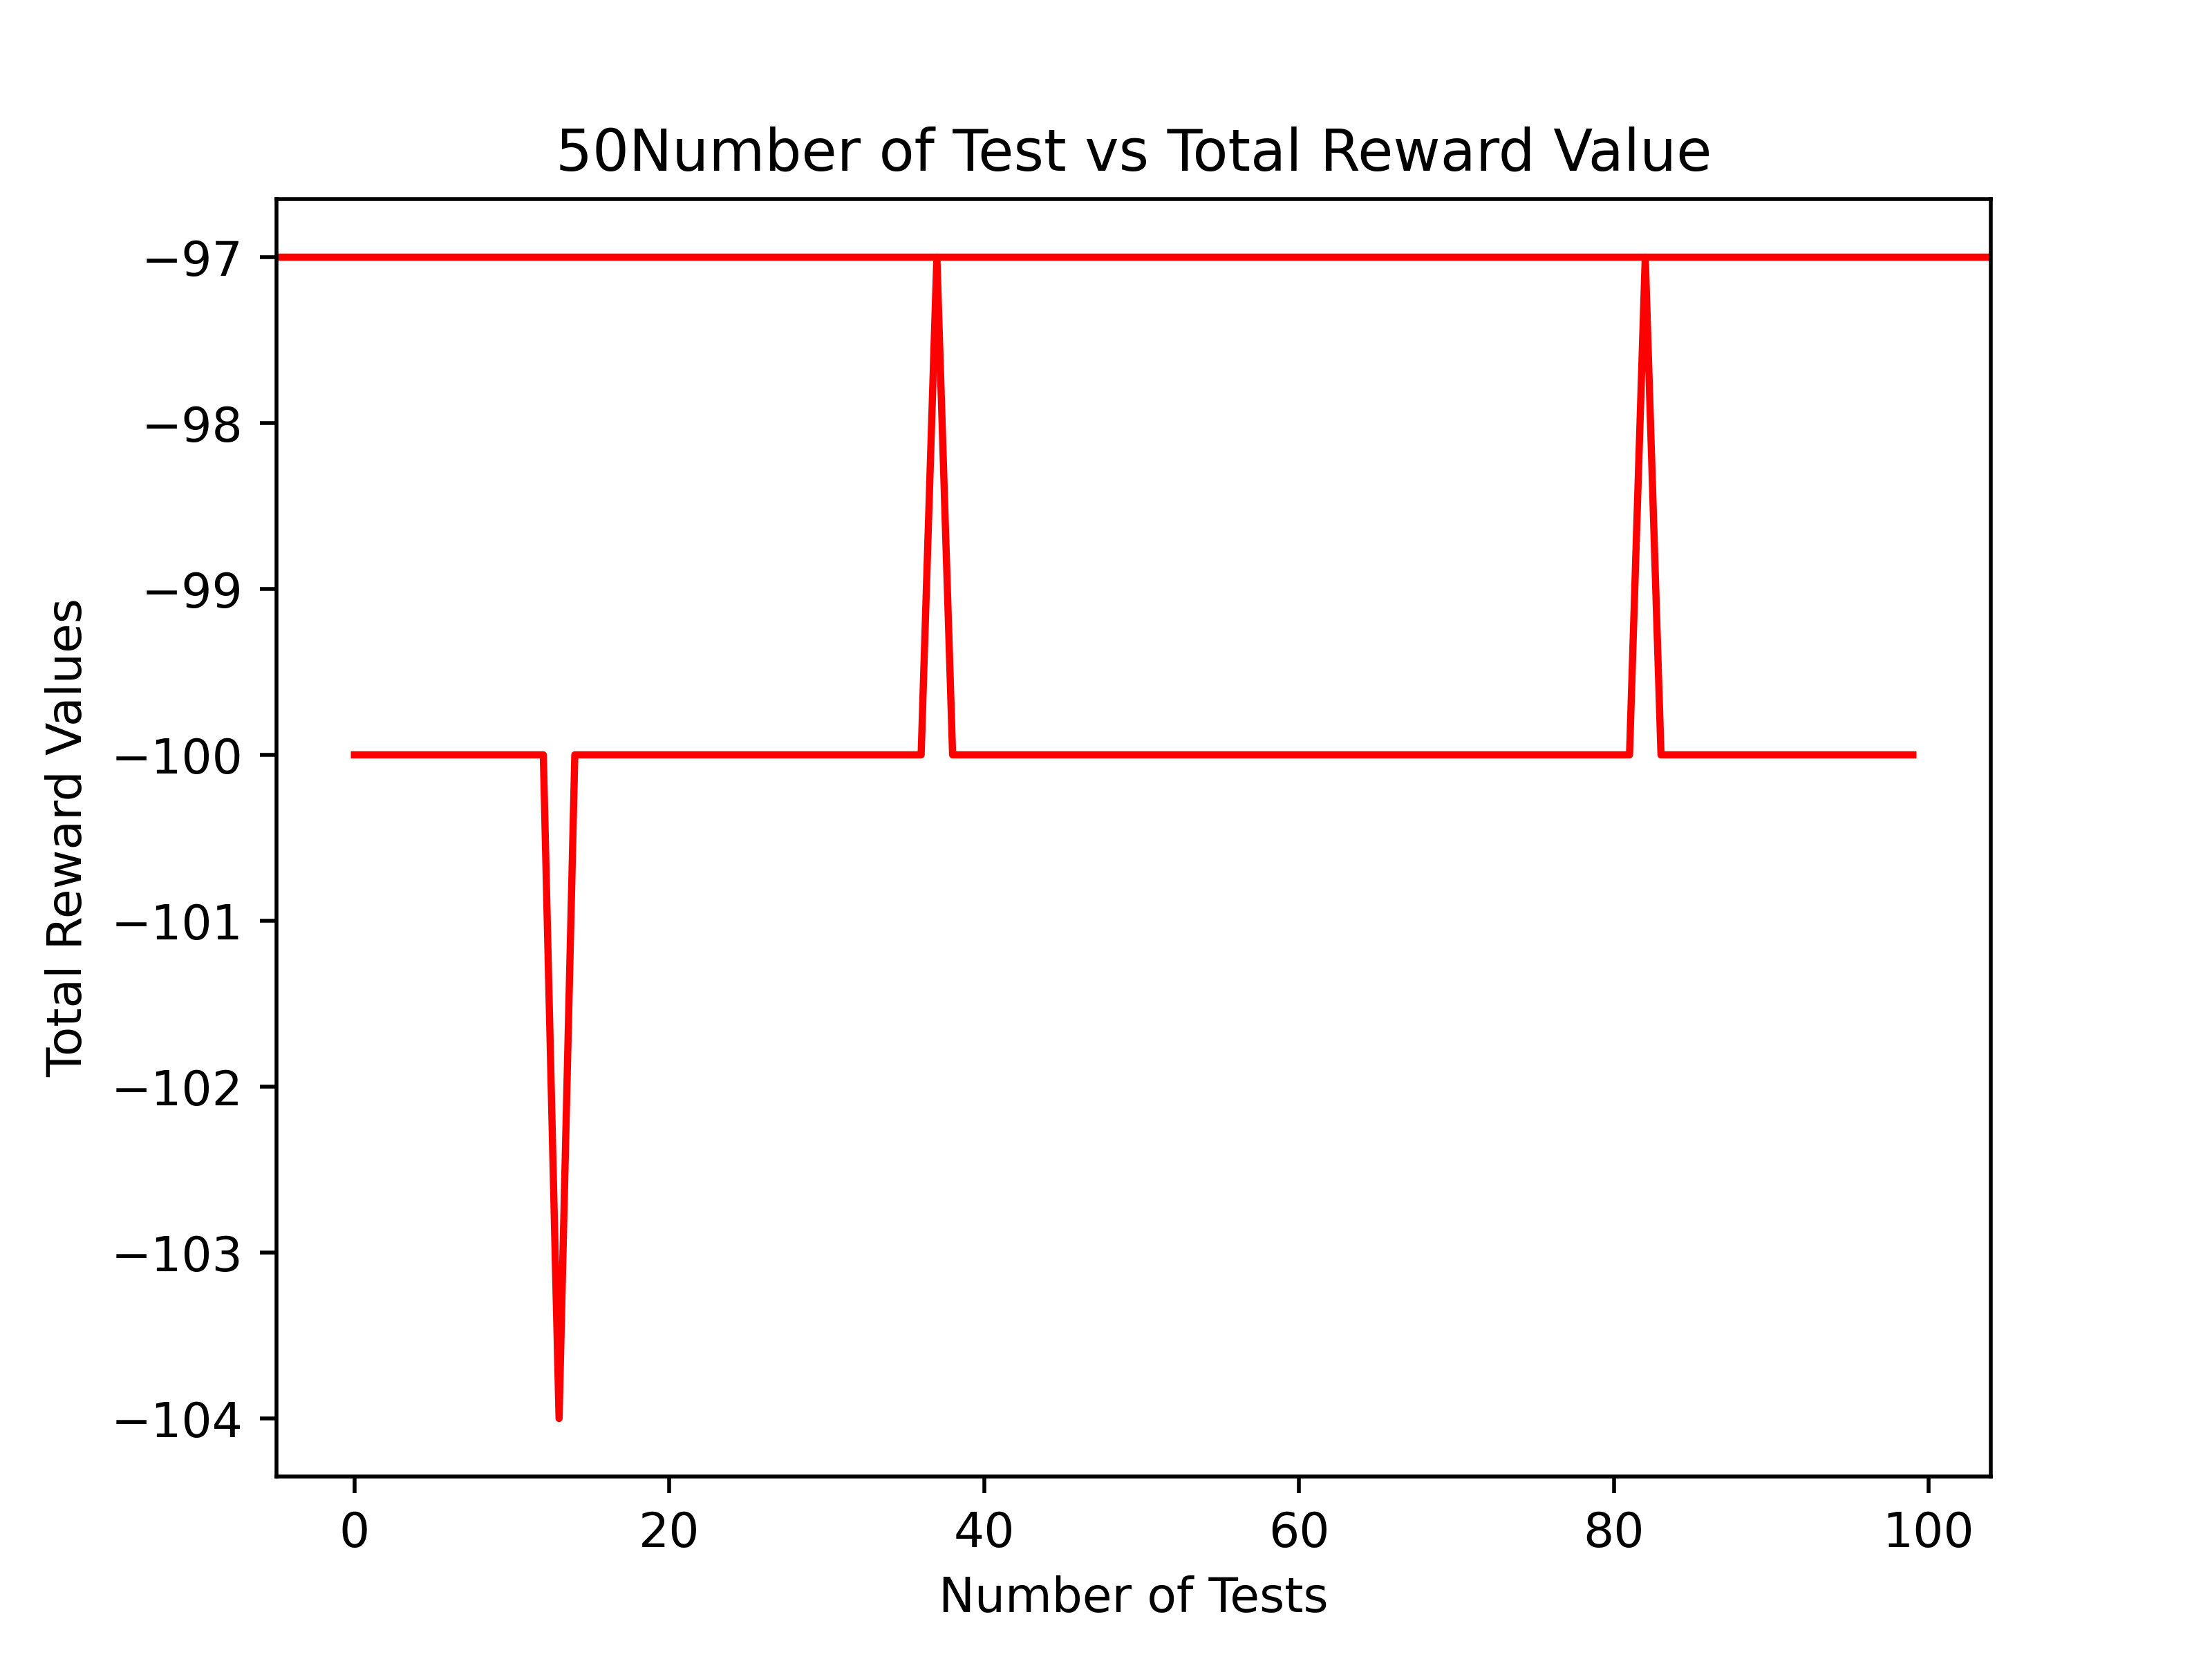 50Number of Test vs Total Reward Value
Total Reward Values
−97
−98
−99
−100
−101
−102
−103
−104
0 20 40 60 80 100
Number of Tests